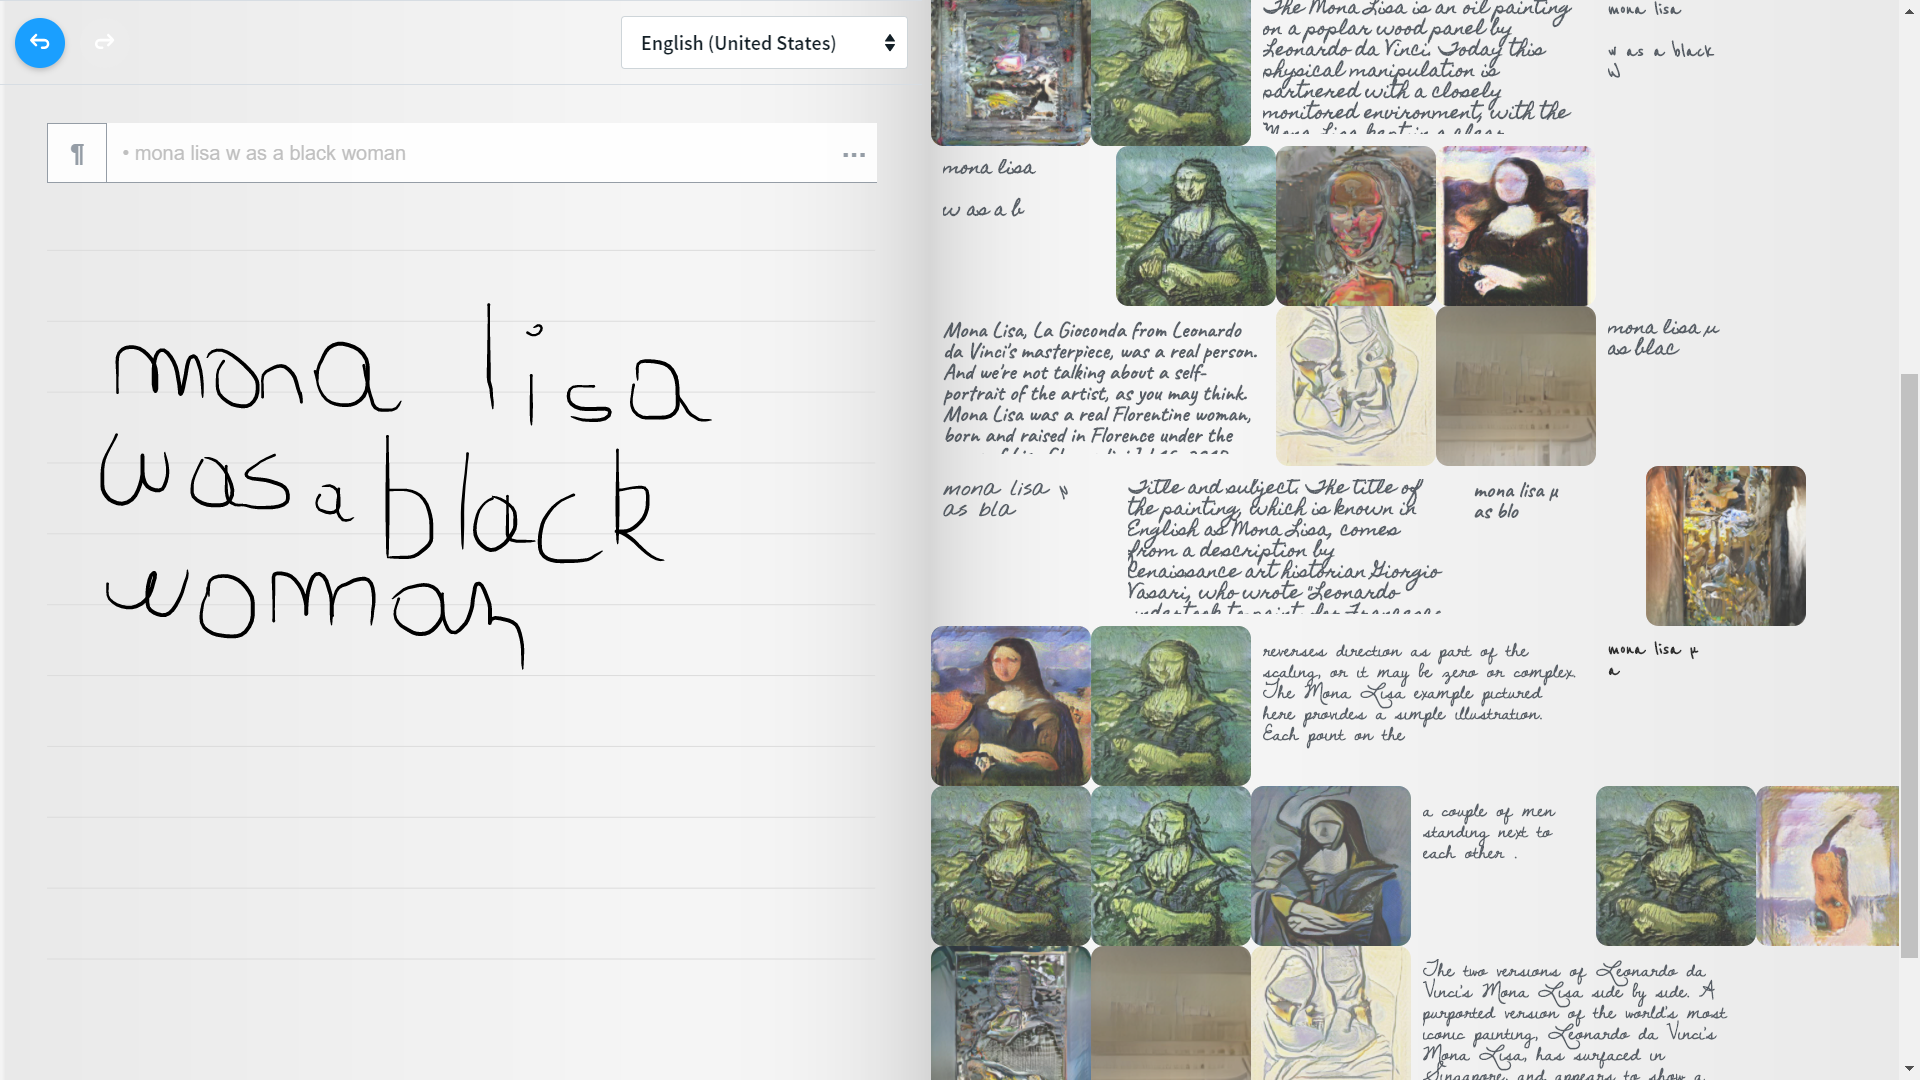 English (United States)
¶
• mona lisa w as a black woman
...
mona lisa
was a black
woman
The Mona Lisa is an oil painting
on a poplar wood panel by
Leonardo da Vinci. Today this
physical manipulation is
partnered with a closely
monitored environment, with the
Mona Lisa kept in a clear
mona lisa
w as a black
w
mona lisa
w as a b
Mona Lisa, La Gioconda from Leonardo
da Vinci's masterpiece, was a real person.
And we're not talking about a self-
portrait of the artist, as you may think.
Mona Lisa was a real Florentine woman,
born and raised in Florence under the
mona lisa µ
as blac
mona lisa µ
as bla
Title and subject. The title of
the painting, which is known in
English as Mona Lisa, comes
from a description by
Renaissance art historian Giorgio
Vasari, who wrote "Leonardo
undertook to paint, for Francesco
mona lisa µ
as blo
reverses direction as part of the
scaling, or it may be zero or complex.
The Mona Lisa example pictured
here provides a simple illustration.
Each point on the
mona lisa µ
a
a couple of men
standing next to
each other .
The two versions of Leonardo da
Vinci's Mona Lisa side by side. A
purported version of the world's most
iconic painting, Leonardo da Vinci's
Mona Lisa, has surfaced in
Singapore and appears to show a